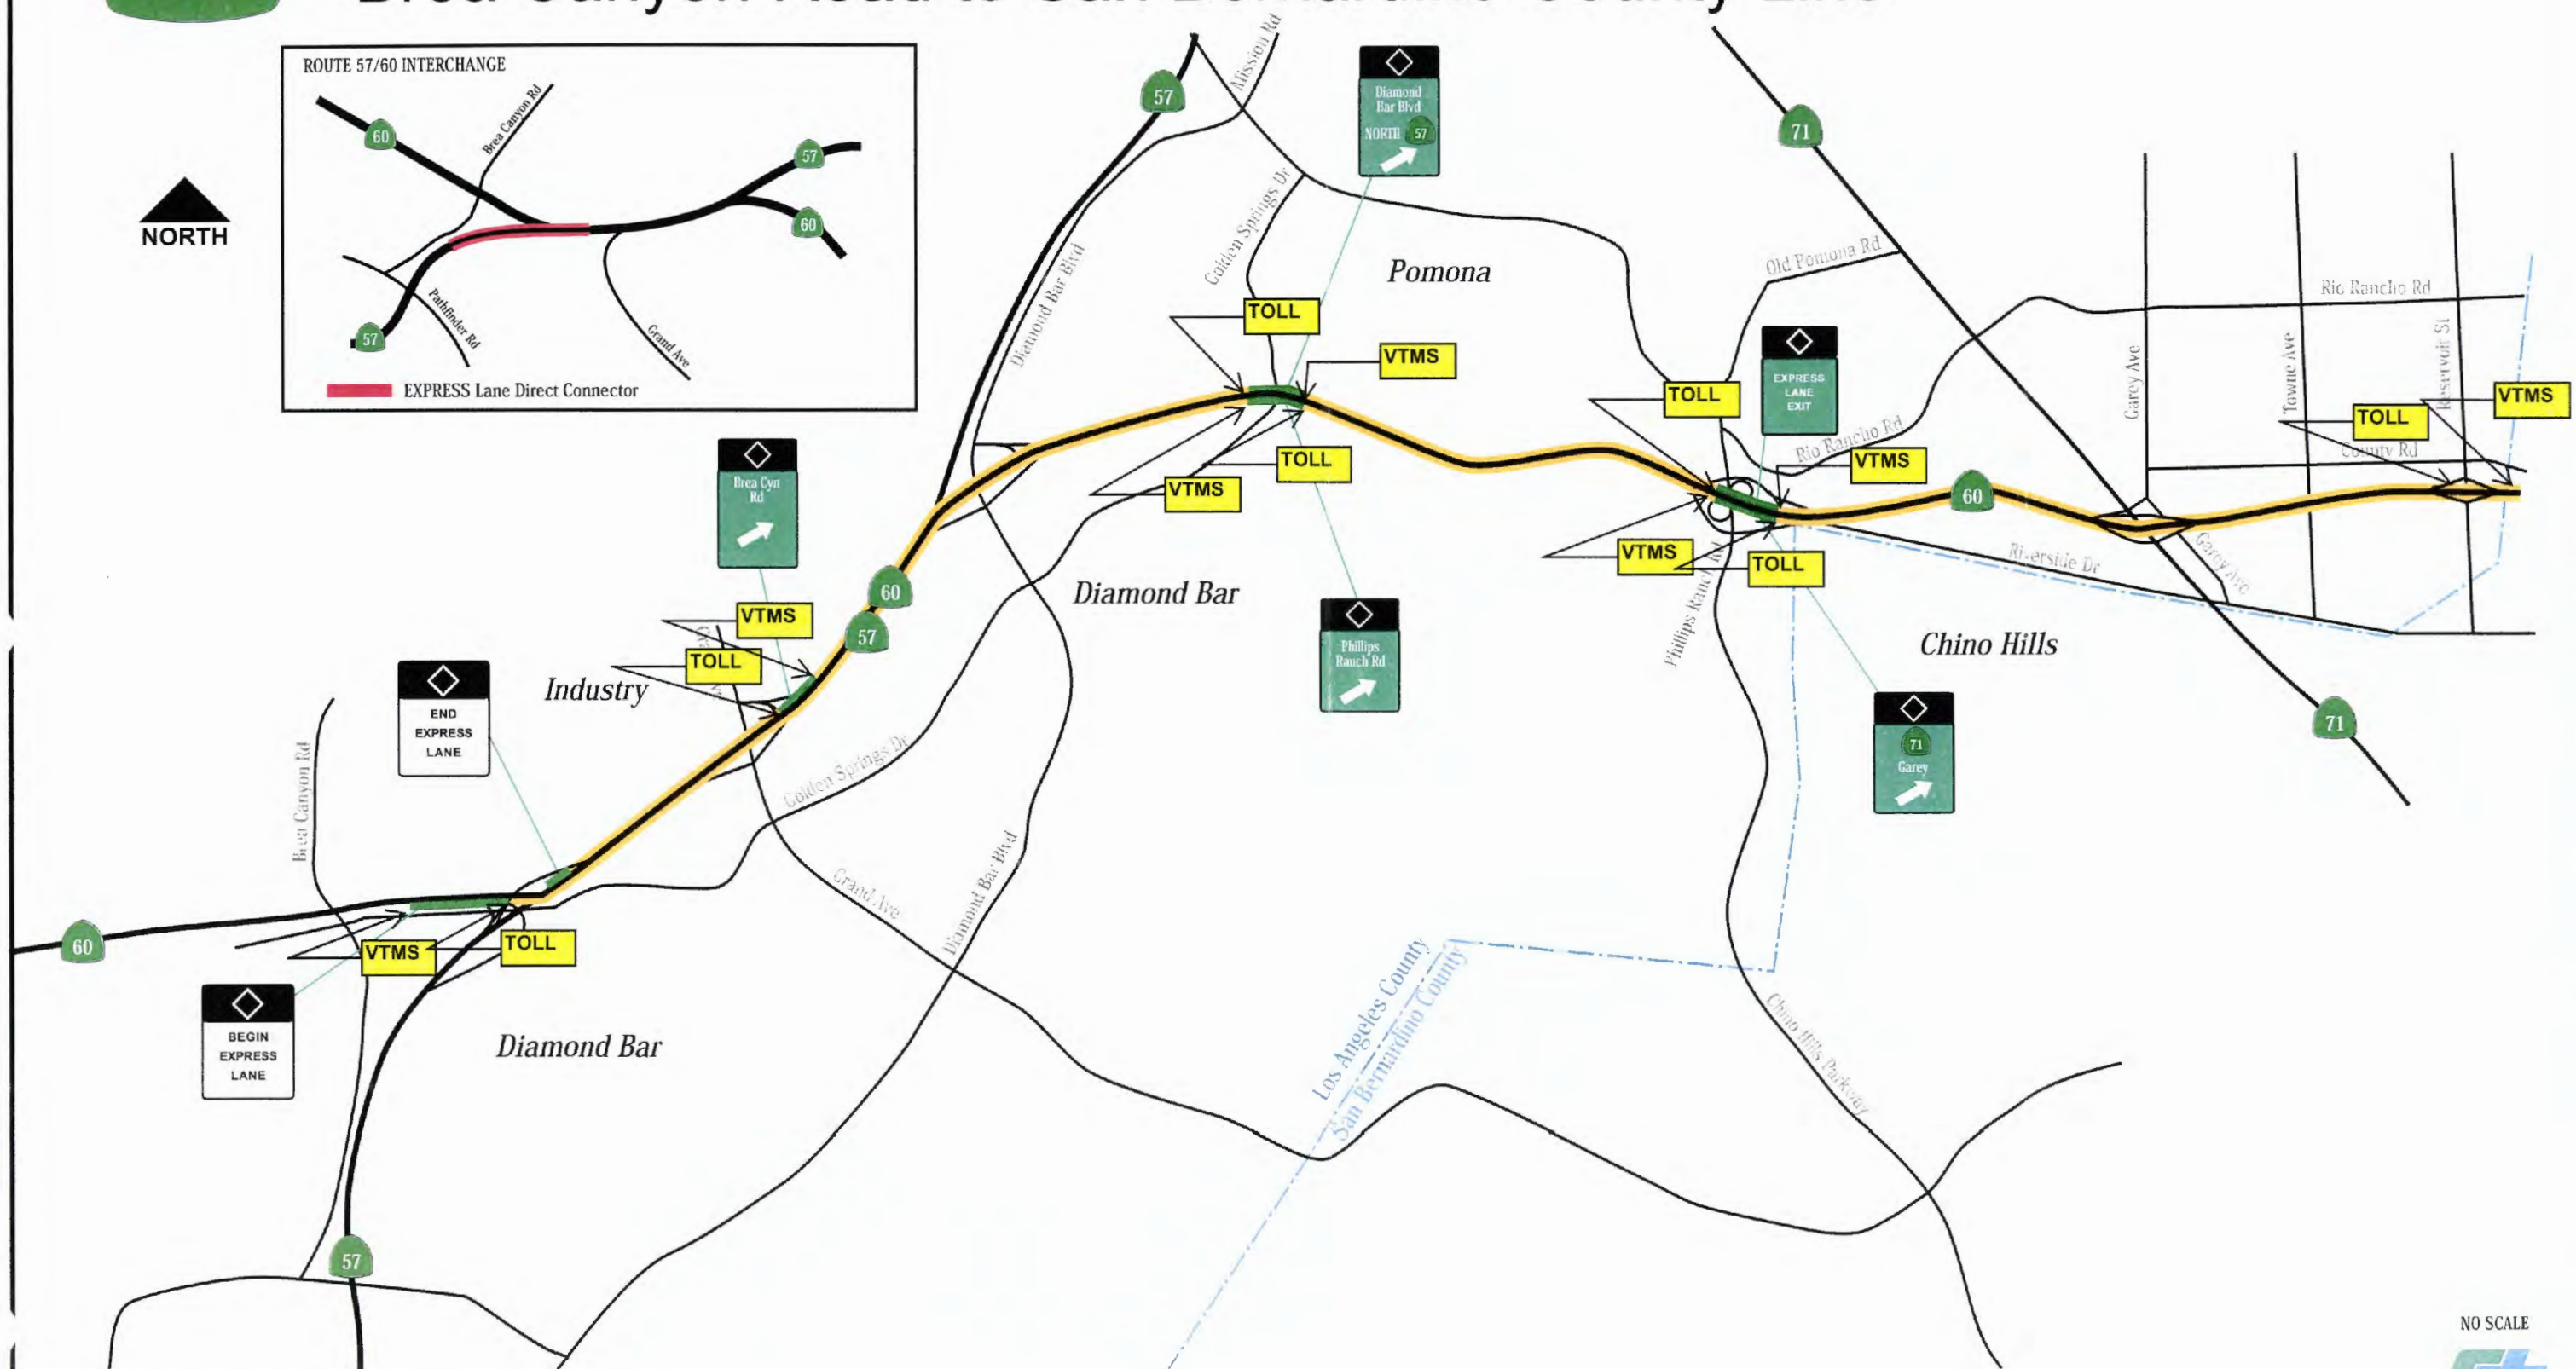 ROUTE 57/60 INTERCHANGE
60
Brea Canyon Rd
57
60
Pathfinder Rd
57
Grand Ave
EXPRESS Lane Direct Connector
NORTH
57
Mission Rd
Diamond
Bar Blvd
NORTH 57
71
Golden Springs Dr
Diamond Bar Blvd
Pomona
Old Pomona Rd
Rio Rancho Rd
TOLL
VTMS
EXPRESS
LANE
EXIT
TOLL
Garey Ave
Towne Ave
Reservoir St
VTMS
TOLL
County Rd
Rio Rancho Rd
VTMS
TOLL
VTMS
60
Brea Cyn
Rd
VTMS
TOLL
Riverside Dr
Garey Ave
Phillips Ranch Rd
60
57
Diamond Bar
VTMS
TOLL
Industry
Phillips
Ranch Rd
Chino Hills
71
Garey
71
END
EXPRESS
LANE
Brea Canyon Rd
Golden Springs Dr
Grand Ave
Diamond Bar Blvd
60
VTMS
TOLL
BEGIN
EXPRESS
LANE
Diamond Bar
Los Angeles County
San Bernardino County
Chino Hills Parkway
57
NO SCALE